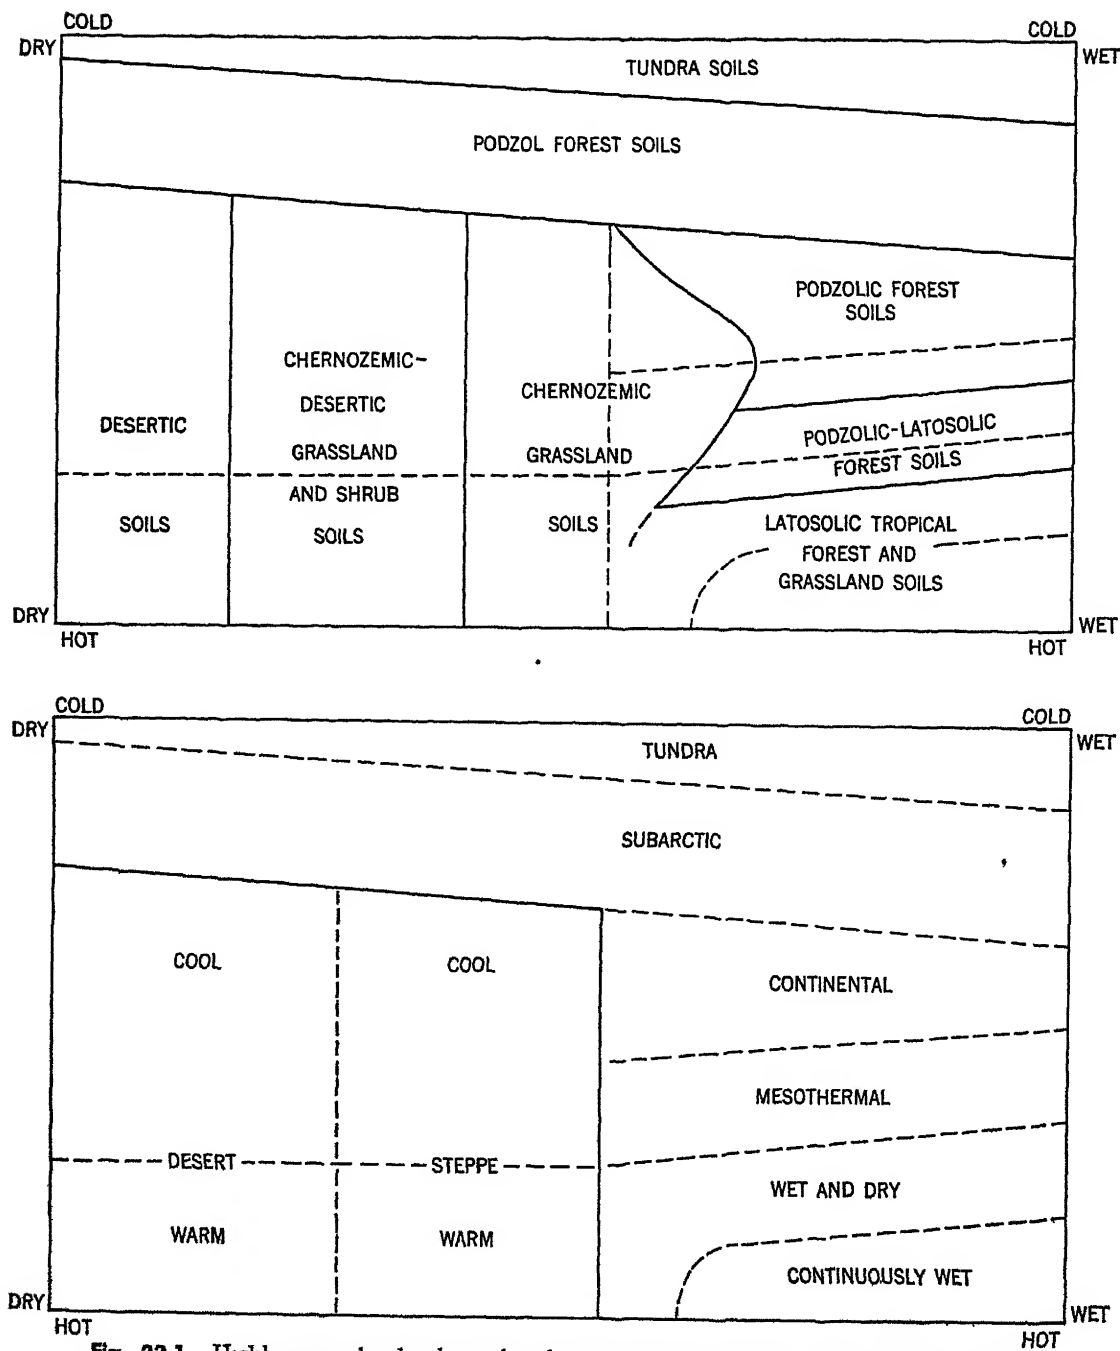 COLD
COLD
DRY
WET
TUNDRA SOILS
PODZOL FOREST SOILS
PODZOLIC FOREST
SOILS
CHERNOZEMIC-
DESERTIC
GRASSLAND
AND SHRUB
SOILS
CHERNOZEMIC
GRASSLAND
SOILS
DESERTIC
SOILS
PODZOLIC-LATOSOLIC
FOREST SOILS
LATOSOLIC TROPICAL
FOREST AND
GRASSLAND SOILS
DRY
WET
HOT
HOT
COLD
COLD
DRY
WET
TUNDRA
SUBARCTIC
COOL
COOL
CONTINENTAL
MESOTHERMAL
DESERT
STEPPE
WET AND DRY
WARM
WARM
CONTINUOUSLY WET
DRY
WET
HOT
HOT
Fig. 22.1